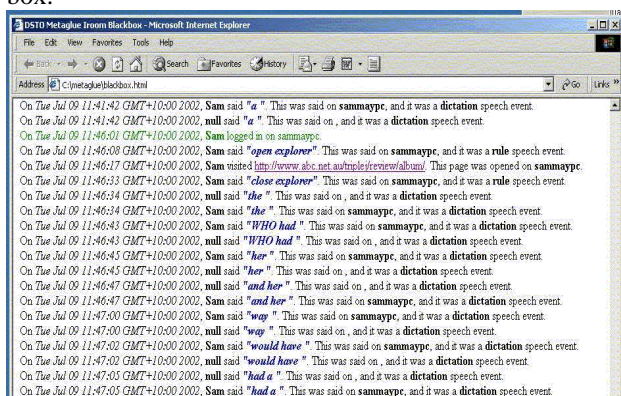 box.
DSTO Metaglue Iroom Blackbox - Microsoft Internet Explorer
File Edit View Favorites Tools Help
Back Search Favorites History
Address C:\metaglue\blackbox.html Go Links »
On Tue Jul 09 11:41:42 GMT+10:00 2002, Sam said "a ". This was said on sammaypc, and it was a dictation speech event.
On Tue Jul 09 11:41:42 GMT+10:00 2002, null said "a ". This was said on , and it was a dictation speech event.
On Tue Jul 09 11:46:01 GMT+10:00 2002, Sam logged in on sammaypc.
On Tue Jul 09 11:46:08 GMT+10:00 2002, Sam said "open explorer". This was said on sammaypc, and it was a rule speech event.
On Tue Jul 09 11:46:17 GMT+10:00 2002, Sam visited http://www.abc.net.au/triplej/review/album/. This page was opened on sammaypc.
On Tue Jul 09 11:46:33 GMT+10:00 2002, Sam said "close explorer". This was said on sammaypc, and it was a rule speech event.
On Tue Jul 09 11:46:34 GMT+10:00 2002, null said "the ". This was said on , and it was a dictation speech event.
On Tue Jul 09 11:46:34 GMT+10:00 2002, Sam said "the ". This was said on sammaypc, and it was a dictation speech event.
On Tue Jul 09 11:46:43 GMT+10:00 2002, Sam said "WHO had ". This was said on sammaypc, and it was a dictation speech event.
On Tue Jul 09 11:46:43 GMT+10:00 2002, null said "WHO had ". This was said on , and it was a dictation speech event.
On Tue Jul 09 11:46:45 GMT+10:00 2002, Sam said "her ". This was said on sammaypc, and it was a dictation speech event.
On Tue Jul 09 11:46:45 GMT+10:00 2002, null said "her ". This was said on , and it was a dictation speech event.
On Tue Jul 09 11:46:47 GMT+10:00 2002, null said "and her ". This was said on , and it was a dictation speech event.
On Tue Jul 09 11:46:47 GMT+10:00 2002, Sam said "and her ". This was said on sammaypc, and it was a dictation speech event.
On Tue Jul 09 11:47:00 GMT+10:00 2002, Sam said "way ". This was said on sammaypc, and it was a dictation speech event.
On Tue Jul 09 11:47:00 GMT+10:00 2002, null said "way ". This was said on , and it was a dictation speech event.
On Tue Jul 09 11:47:02 GMT+10:00 2002, Sam said "would have ". This was said on sammaypc, and it was a dictation speech event.
On Tue Jul 09 11:47:02 GMT+10:00 2002, null said "would have ". This was said on , and it was a dictation speech event.
On Tue Jul 09 11:47:05 GMT+10:00 2002, null said "had a ". This was said on , and it was a dictation speech event.
On Tue Jul 09 11:47:05 GMT+10:00 2002, Sam said "had a ". This was said on sammaypc, and it was a dictation speech event.